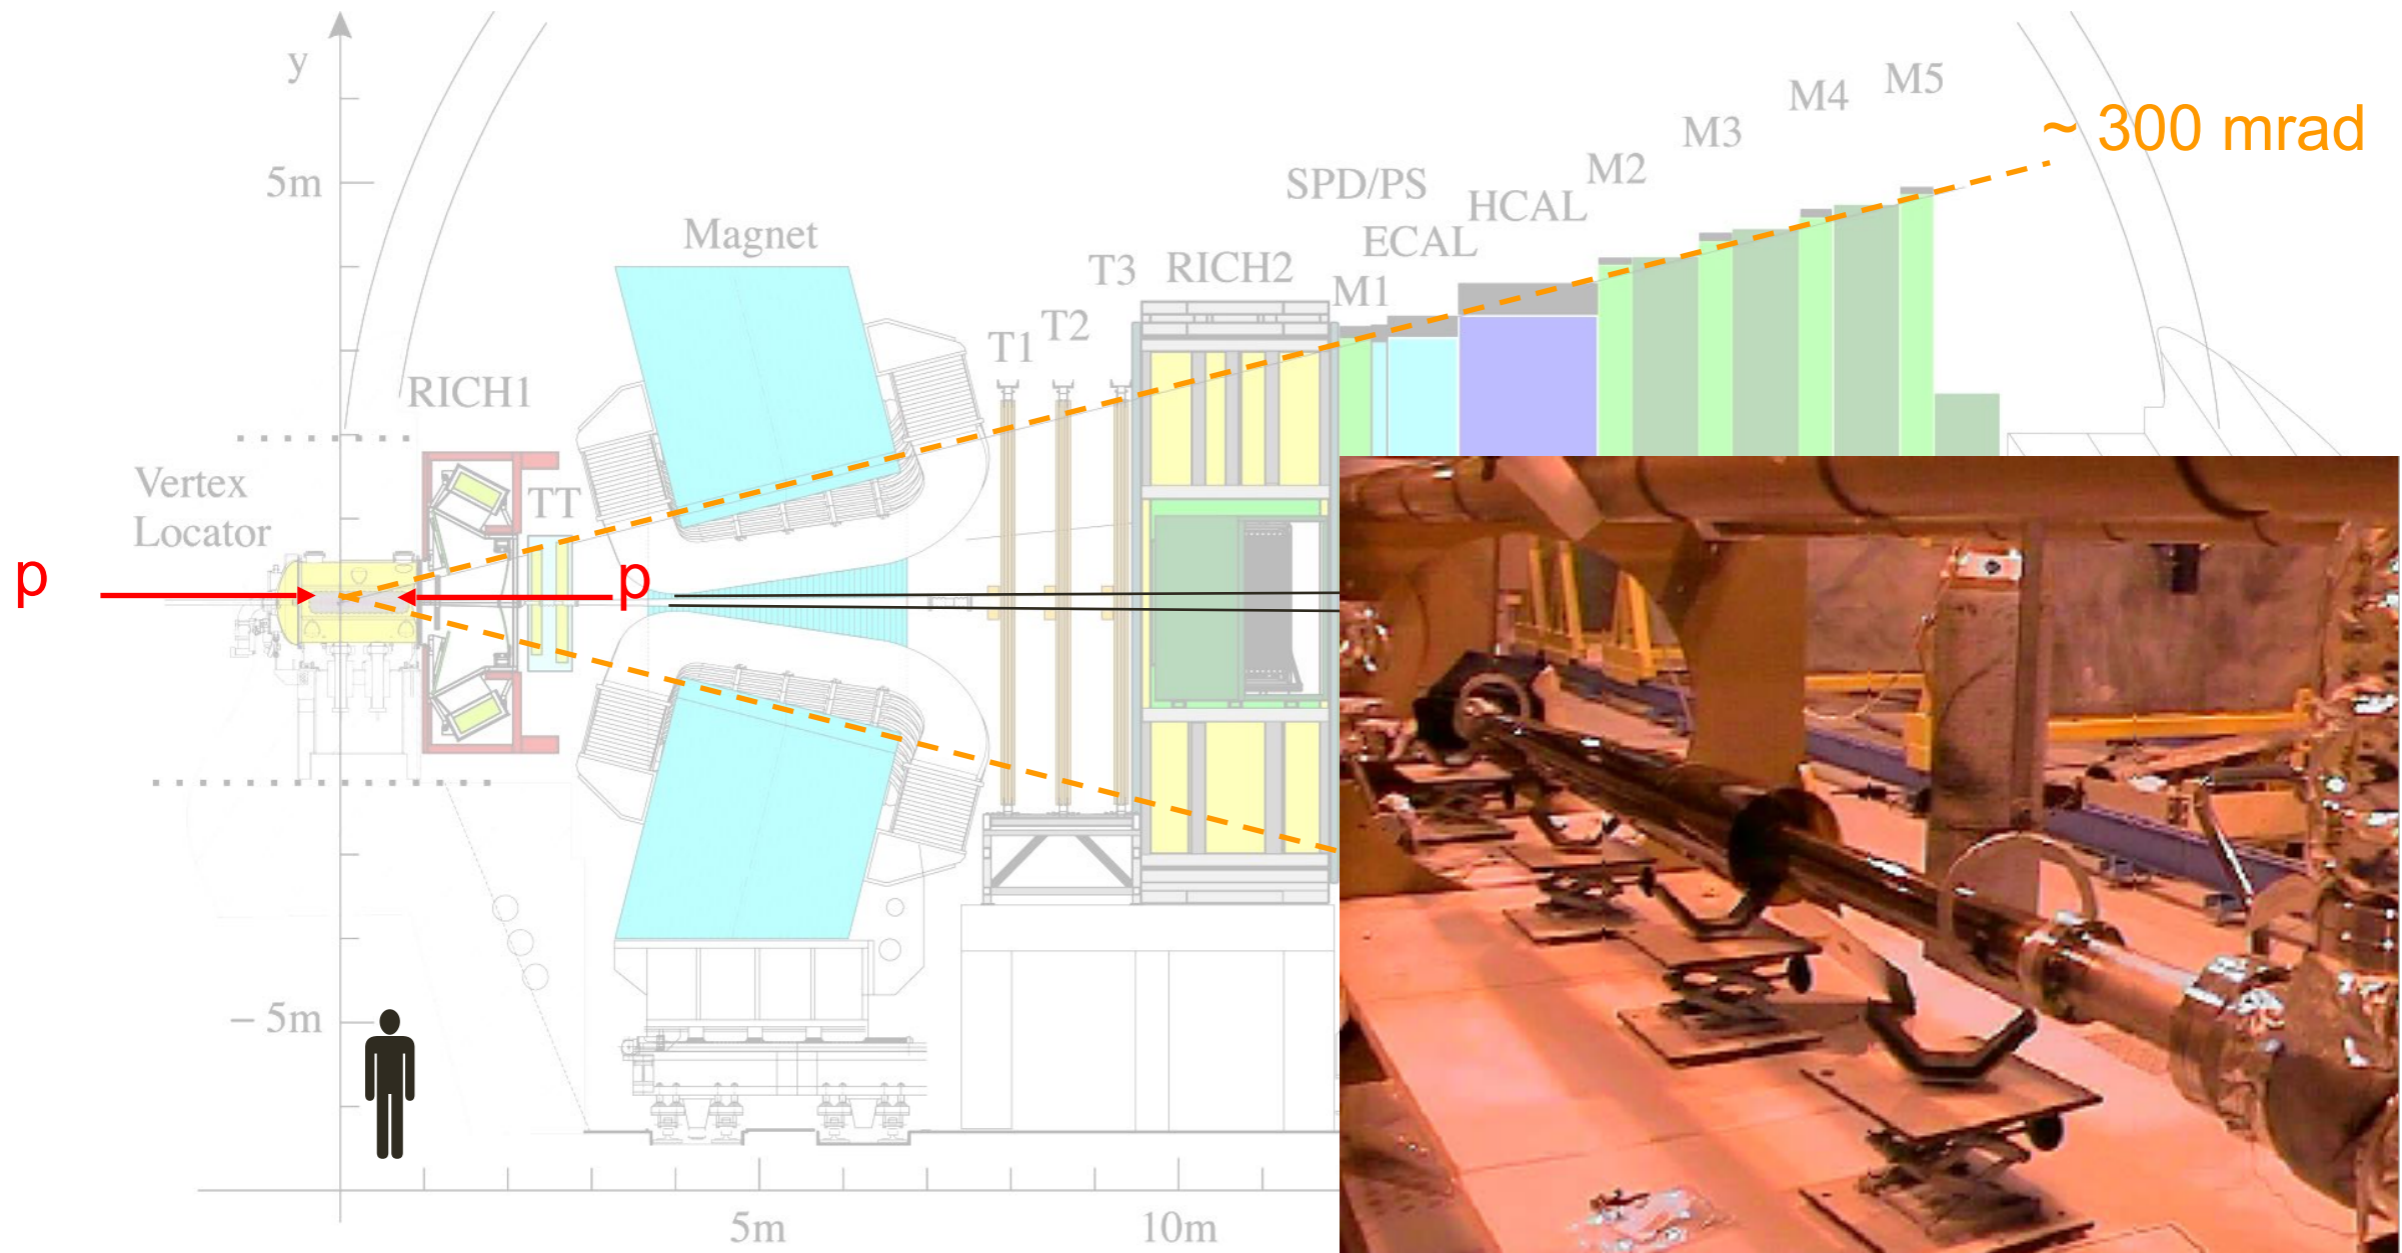 y
5m
Magnet
RICH1
Vertex
Locator
TT
T1
T2
T3
RICH2
M1
SPD/PS
ECAL
HCAL
M2
M3
M4
M5
~ 300 mrad
p
p
− 5m
5m
10m